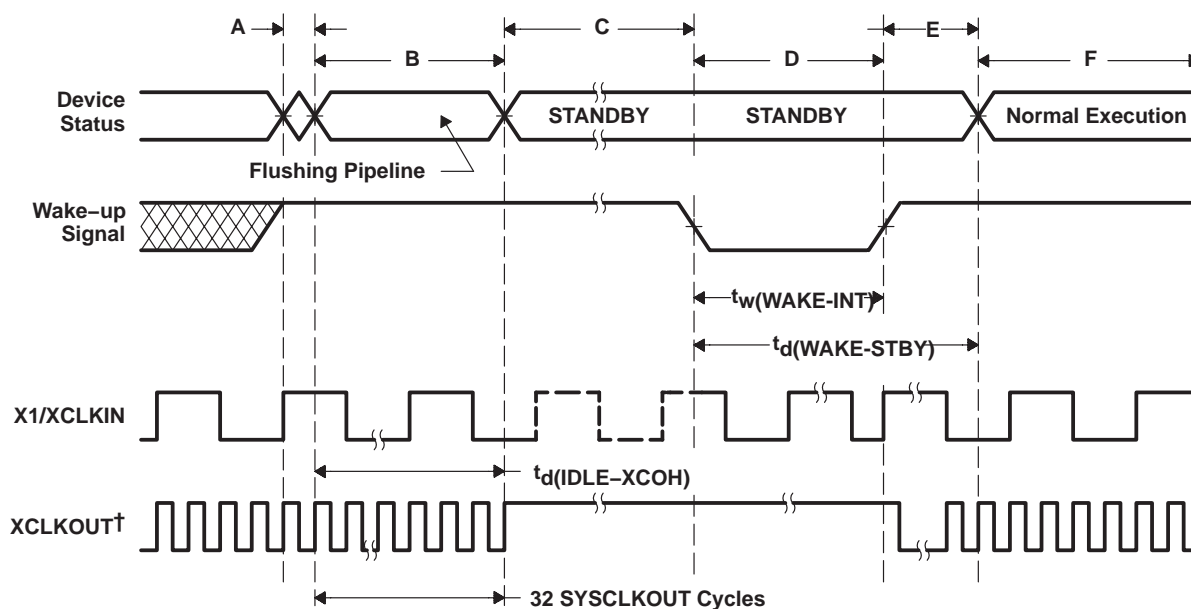 A
C
E
B
D
F
Device
Status
STANDBY
STANDBY
Normal Execution
Flushing Pipeline
Wake−up
Signal
tw(WAKE-INT)
td(WAKE-STBY)
X1/XCLKIN
td(IDLE−XCOH)
XCLKOUT†
32 SYSCLKOUT Cycles